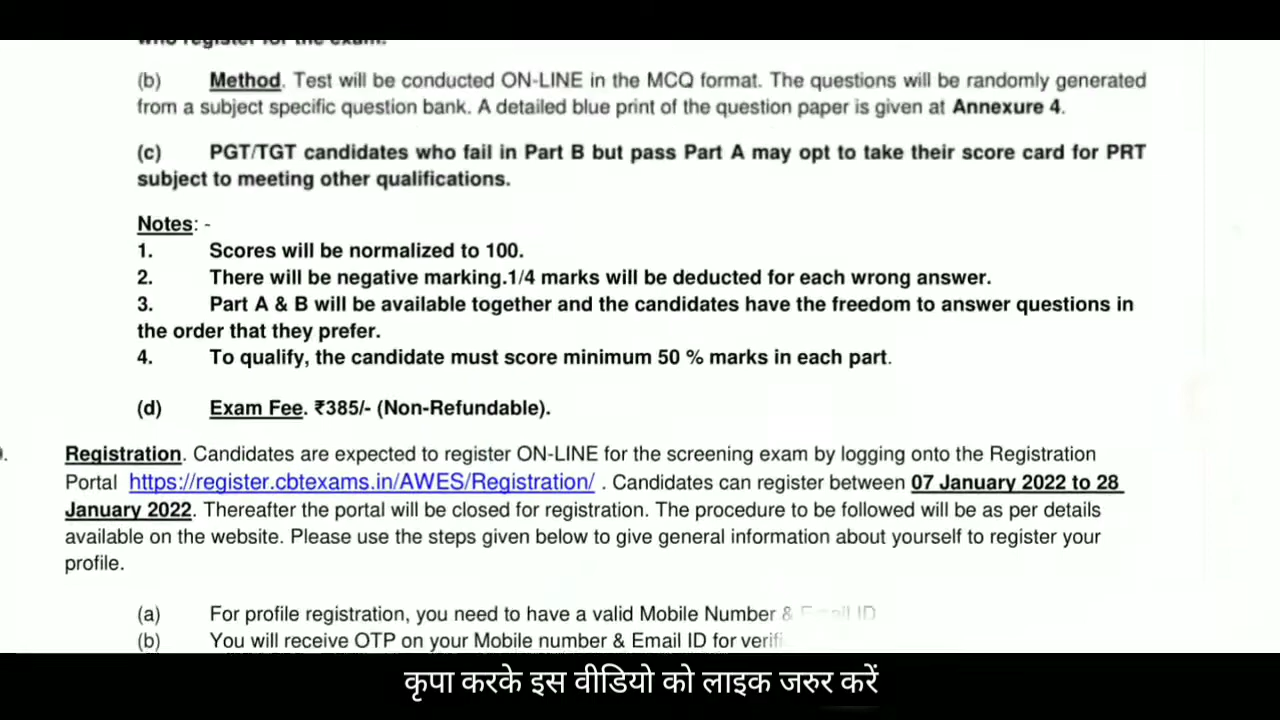 who register for the exam.
(b) Method. Test will be conducted ON-LINE in the MCQ format. The questions will be randomly generated
from a subject specific question bank. A detailed blue print of the question paper is given at Annexure 4.
(c) PGT/TGT candidates who fail in Part B but pass Part A may opt to take their score card for PRT
subject to meeting other qualifications.
Notes: -
1. Scores will be normalized to 100.
2. There will be negative marking.1/4 marks will be deducted for each wrong answer.
3. Part A & B will be available together and the candidates have the freedom to answer questions in
the order that they prefer.
4. To qualify, the candidate must score minimum 50 % marks in each part.
(d) Exam Fee. ₹385/- (Non-Refundable).
Registration. Candidates are expected to register ON-LINE for the screening exam by logging onto the Registration
Portal https://register.cbtexams.in/AWES/Registration/ . Candidates can register between 07 January 2022 to 28
January 2022. Thereafter the portal will be closed for registration. The procedure to be followed will be as per details
available on the website. Please use the steps given below to give general information about yourself to register your
profile.
(a) For profile registration, you need to have a valid Mobile Number & Email ID
(b) You will receive OTP on your Mobile number & Email ID for
कृपा करके इस वीडियो को लाइक जरुर करें